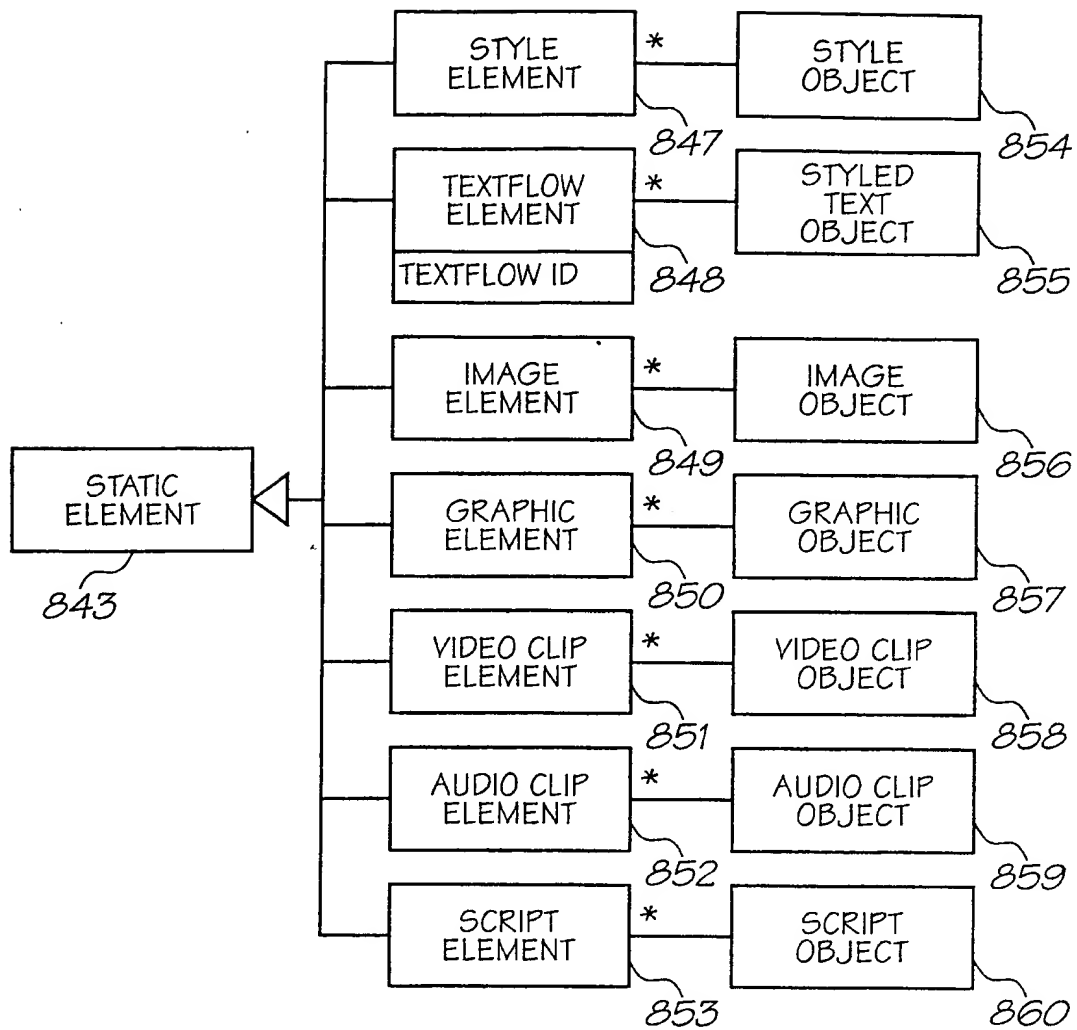 STYLE
ELEMENT
*
STYLE
OBJECT
847
854
TEXTFLOW
ELEMENT
TEXTFLOW ID
*
STYLED
TEXT
OBJECT
848
855
IMAGE
ELEMENT
*
IMAGE
OBJECT
849
856
STATIC
ELEMENT
843
GRAPHIC
ELEMENT
*
GRAPHIC
OBJECT
850
857
VIDEO CLIP
ELEMENT
*
VIDEO CLIP
OBJECT
851
858
AUDIO CLIP
ELEMENT
*
AUDIO CLIP
OBJECT
852
859
SCRIPT
ELEMENT
*
SCRIPT
OBJECT
853
860